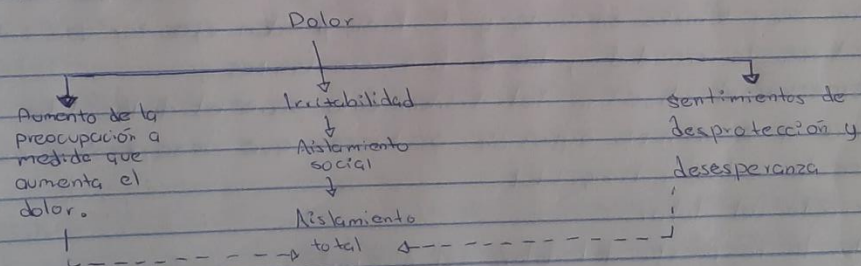 Dolor
Aumento de la
preocupación a
medida que
aumenta el
dolor.
Irritabilidad
Aislamiento
social
Aislamiento
total
sentimientos de
desprotección y
desesperanza